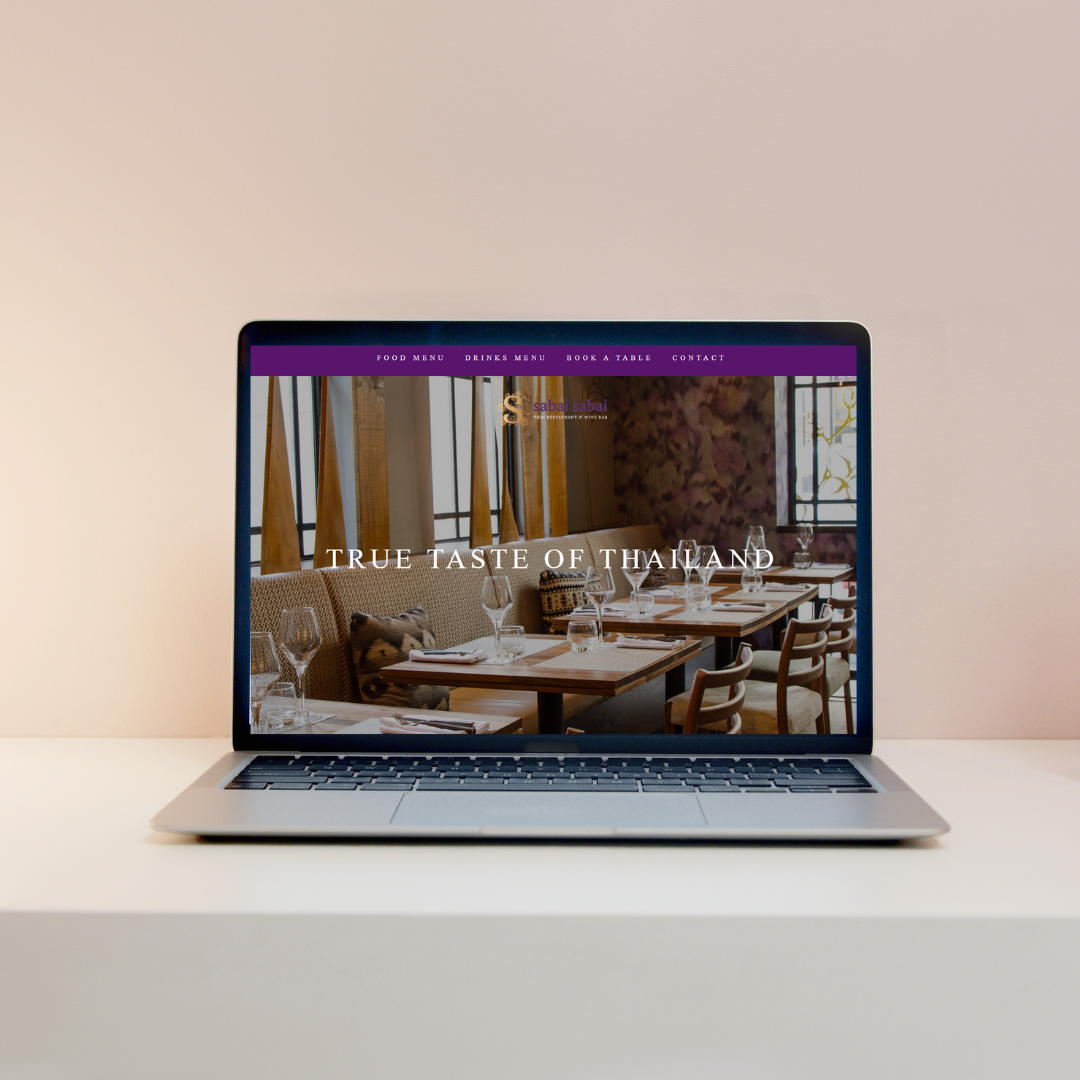 FOOD MENU DRINKS MENU BOOK A TABLE CONTACT
sabai sabai
THAI RESTAURANT & WINE BAR
TRUE TASTE OF THAILAND